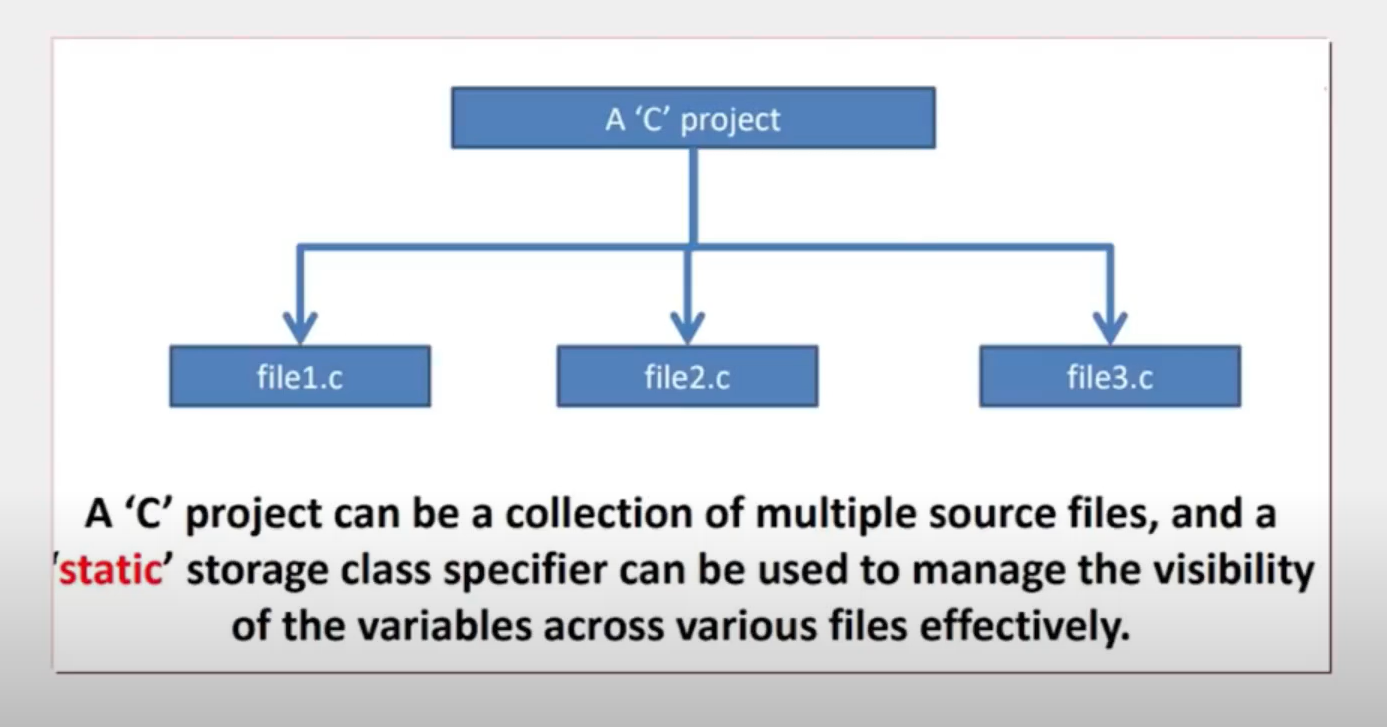 A ‘C’ project
file1.c
file2.c
file3.c
A ‘C’ project can be a collection of multiple source files, and a
‘static’ storage class specifier can be used to manage the visibility
of the variables across various files effectively.